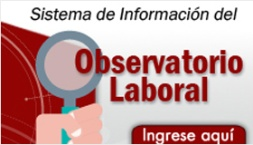 Sistema de Información del
Observatorio
Laboral
Ingrese aquí